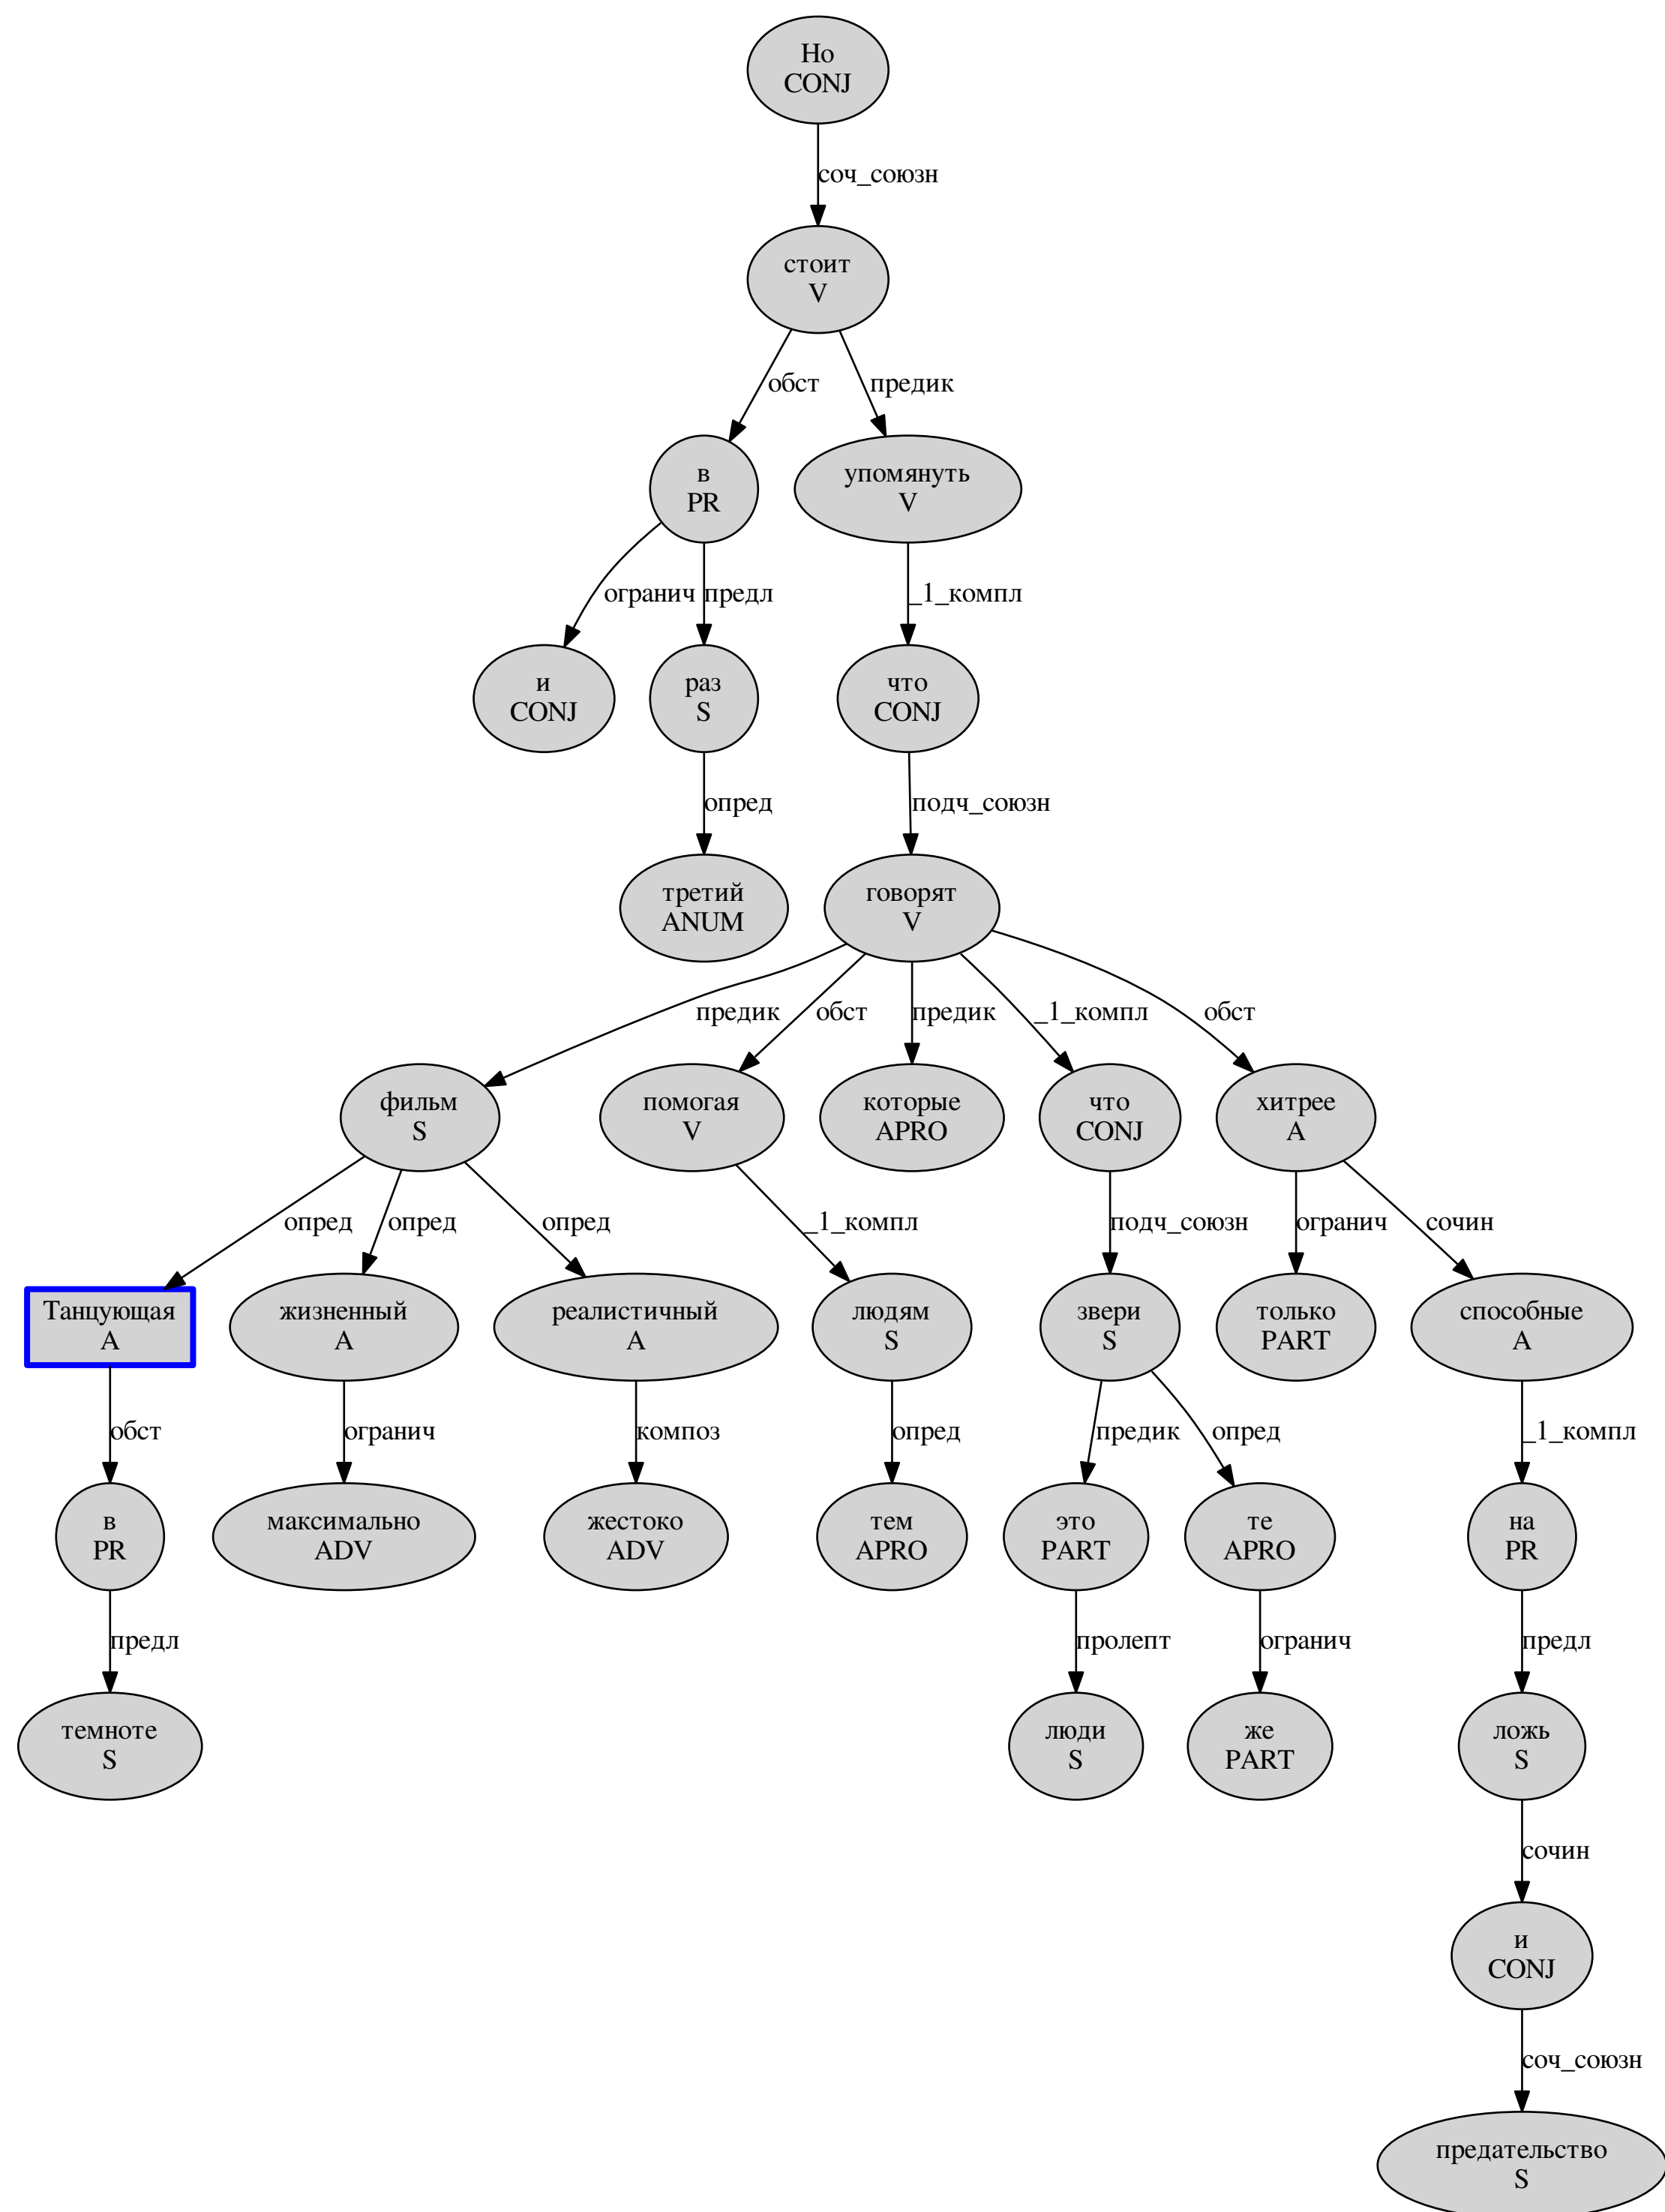 Но
CONJ
соч_союзн
стоит
V
обст
предик
в
PR
упомянуть
V
огранич
предл
_1_компл
и
CONJ
раз
S
что
CONJ
опред
подч_союзн
третий
ANUM
говорят
V
предик
обст
предик
_1_компл
обст
фильм
S
помогая
V
которые
APRO
что
CONJ
хитрее
A
опред
опред
опред
_1_компл
подч_союзн
огранич
сочин
Танцующая
A
жизненный
A
реалистичный
A
людям
S
звери
S
только
PART
способные
A
обст
огранич
композ
опред
предик
опред
_1_компл
в
PR
максимально
ADV
жестоко
ADV
тем
APRO
это
PART
те
APRO
на
PR
предл
пролепт
огранич
предл
темноте
S
люди
S
же
PART
ложь
S
сочин
и
CONJ
соч_союзн
предательство
S